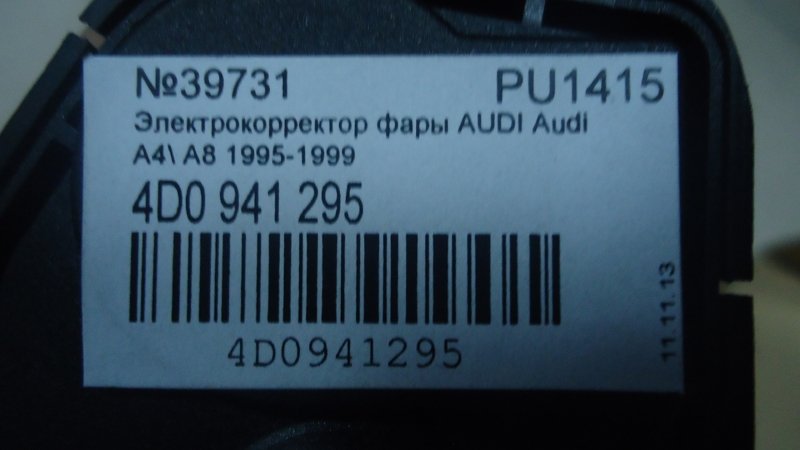 №39731 PU1415
Электрокорректор фары AUDI Audi
A4\ A8 1995-1999
4D0 941 295
4D0941295
11.11.13